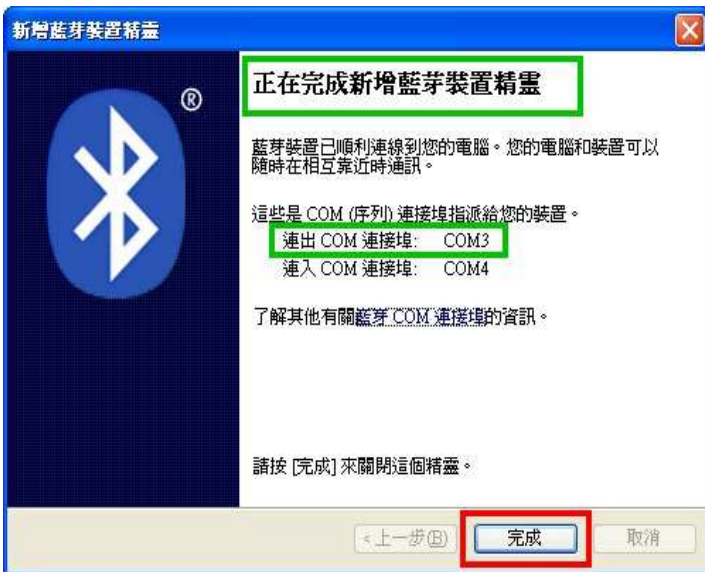 新增藍芽裝置精靈
®
正在完成新增藍芽裝置精靈
藍芽裝置已順利連線到您的電腦。您的電腦和裝置可以
隨時在相互靠近時通訊。
這些是 COM (序列) 連接埠指派給您的裝置。
連出 COM 連接埠: COM3
連入 COM 連接埠: COM4
了解其他有關藍芽 COM 連接埠的資訊。
請按 [完成] 來關閉這個精靈。
<上一步(B) 完成 取消